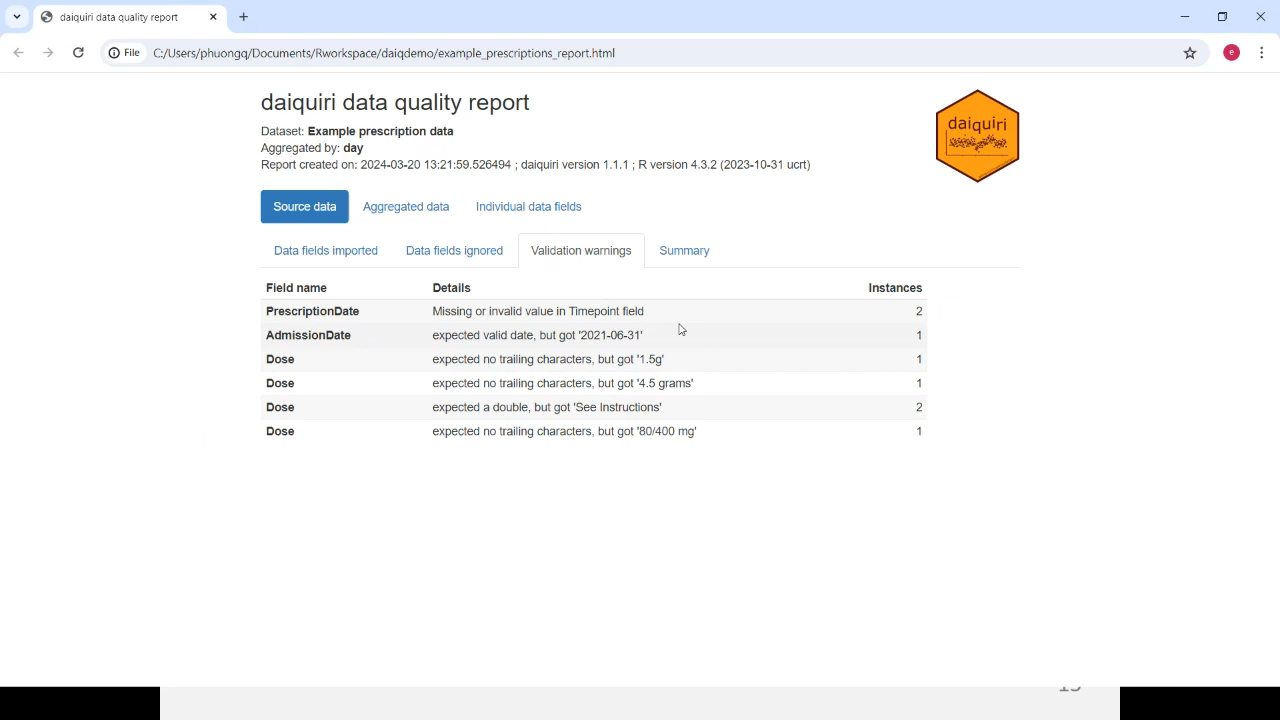 daiquiri data quality report
File C:/Users/phuongq/Documents/Rworkspace/daiqdemo/example_prescriptions_report.html
e
daiquiri data quality report
Dataset: Example prescription data
Aggregated by: day
Report created on: 2024-03-20 13:21:59.526494 ; daiquiri version 1.1.1 ; R version 4.3.2 (2023-10-31 ucrt)
daiquiri
Source data Aggregated data Individual data fields
Data fields imported Data fields ignored Validation warnings Summary
Field name Details Instances
PrescriptionDate Missing or invalid value in Timepoint field 2
AdmissionDate expected valid date, but got '2021-06-31' 1
Dose expected no trailing characters, but got '1.5g' 1
Dose expected no trailing characters, but got '4.5 grams' 1
Dose expected a double, but got 'See Instructions' 2
Dose expected no trailing characters, but got '80/400 mg' 1